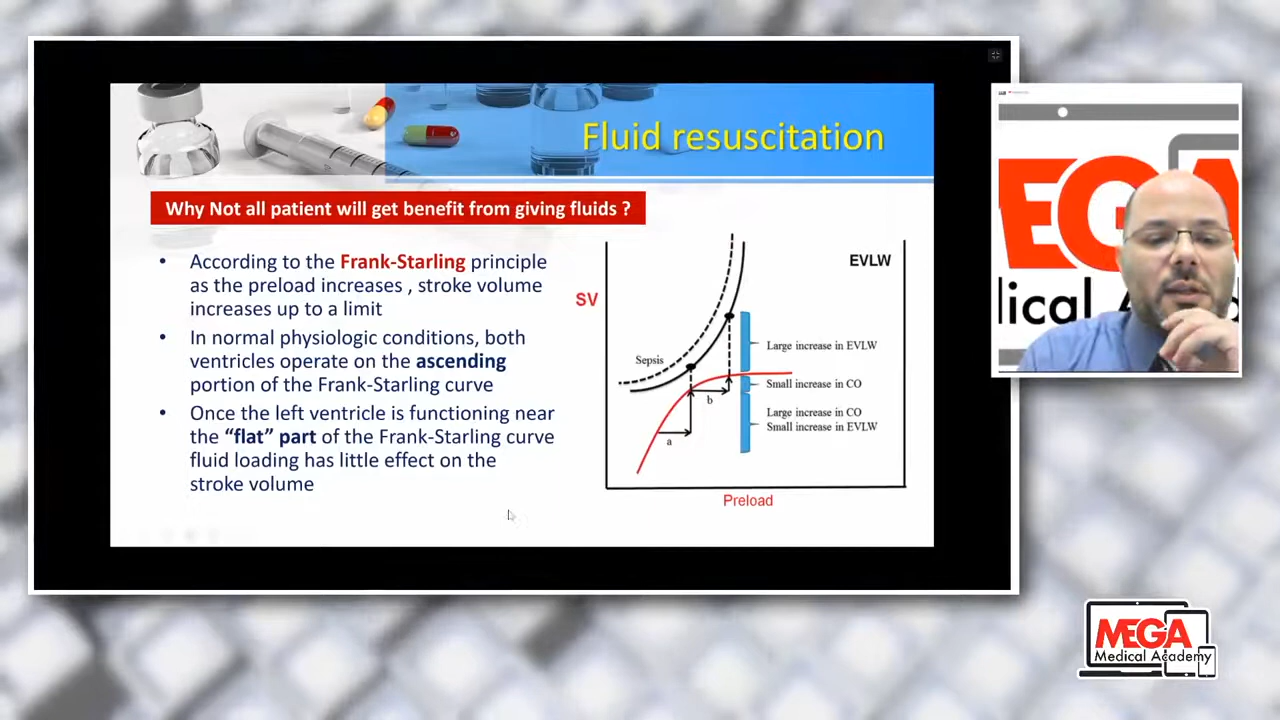 Fluid resuscitation
Why Not all patient will get benefit from giving fluids ?
• According to the Frank-Starling principle
as the preload increases , stroke volume
increases up to a limit
• In normal physiologic conditions, both
ventricles operate on the ascending
portion of the Frank-Starling curve
• Once the left ventricle is functioning near
the “flat” part of the Frank-Starling curve
fluid loading has little effect on the
stroke volume
SV
EVLW
Sepsis
Large increase in EVLW
Small increase in CO
Large increase in CO
Small increase in EVLW
b
a
Preload
EGA
ical Ac
MEGA
Medical Academy